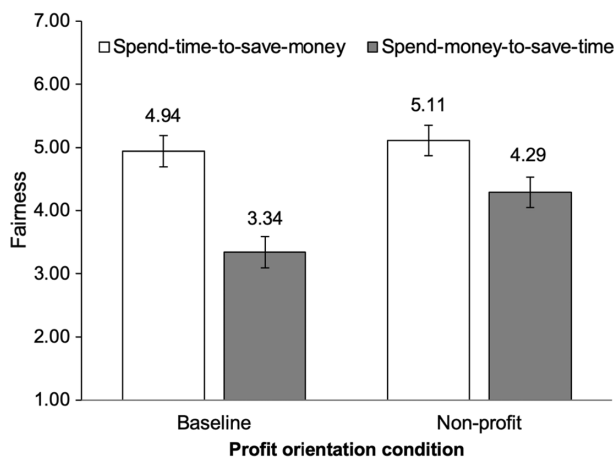 7.00
Spend-time-to-save-money Spend-money-to-save-time
6.00
5.11
4.94
5.00
4.29
4.00
3.34
3.00
2.00
1.00
Fairness
Baseline Non-profit
Profit orientation condition